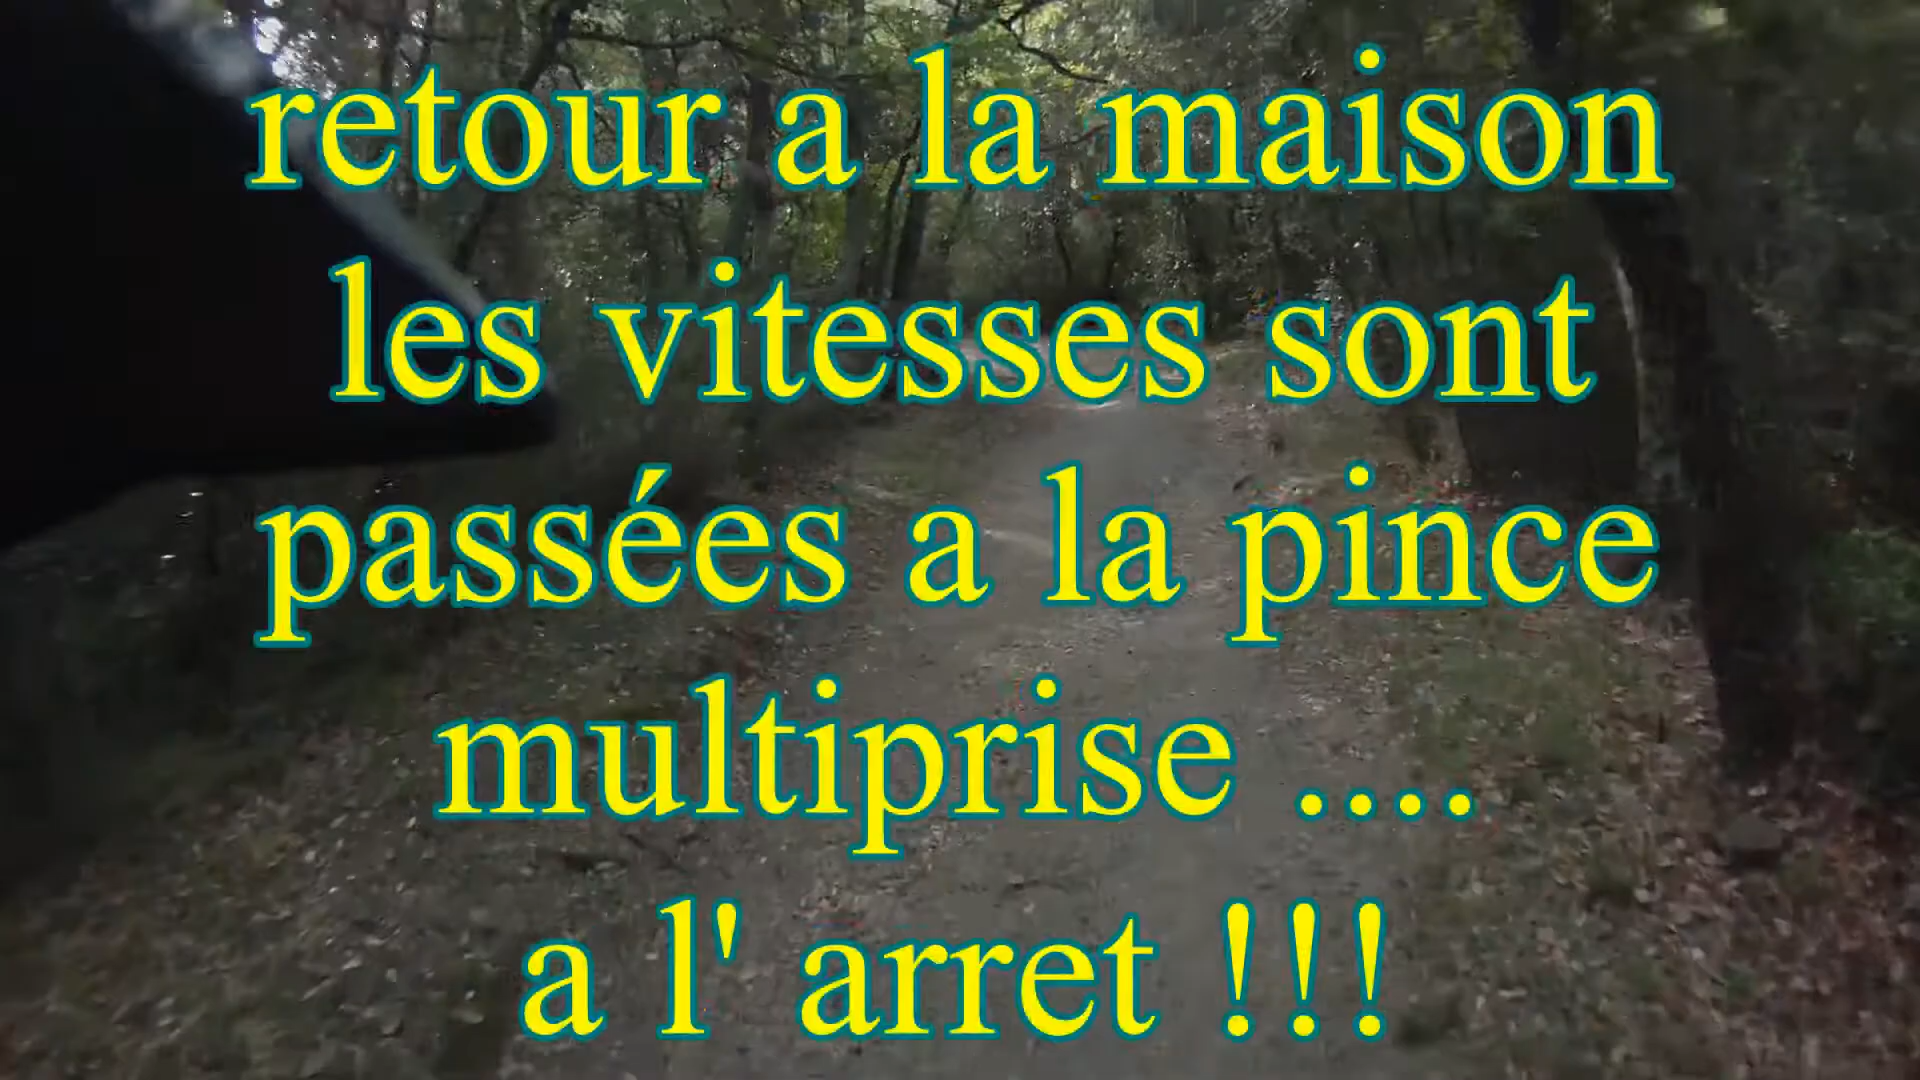 retour a la maison
les vitesses sont
passées a la pince
multiprise ....
a l' arret !!!